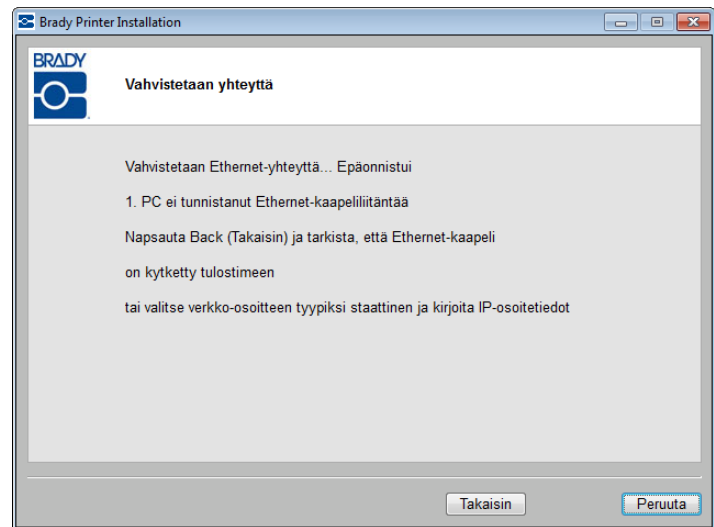 Brady Printer Installation
BRADY
Vahvistetaan yhteyttä
Vahvistetaan Ethernet-yhteyttä... Epäonnistui
1. PC ei tunnistanut Ethernet-kaapeliliitäntää
Napsauta Back (Takaisin) ja tarkista, että Ethernet-kaapeli
on kytketty tulostimeen
tai valitse verkko-osoitteen tyypiksi staattinen ja kirjoita IP-osoitetiedot
Takaisin
Peruuta